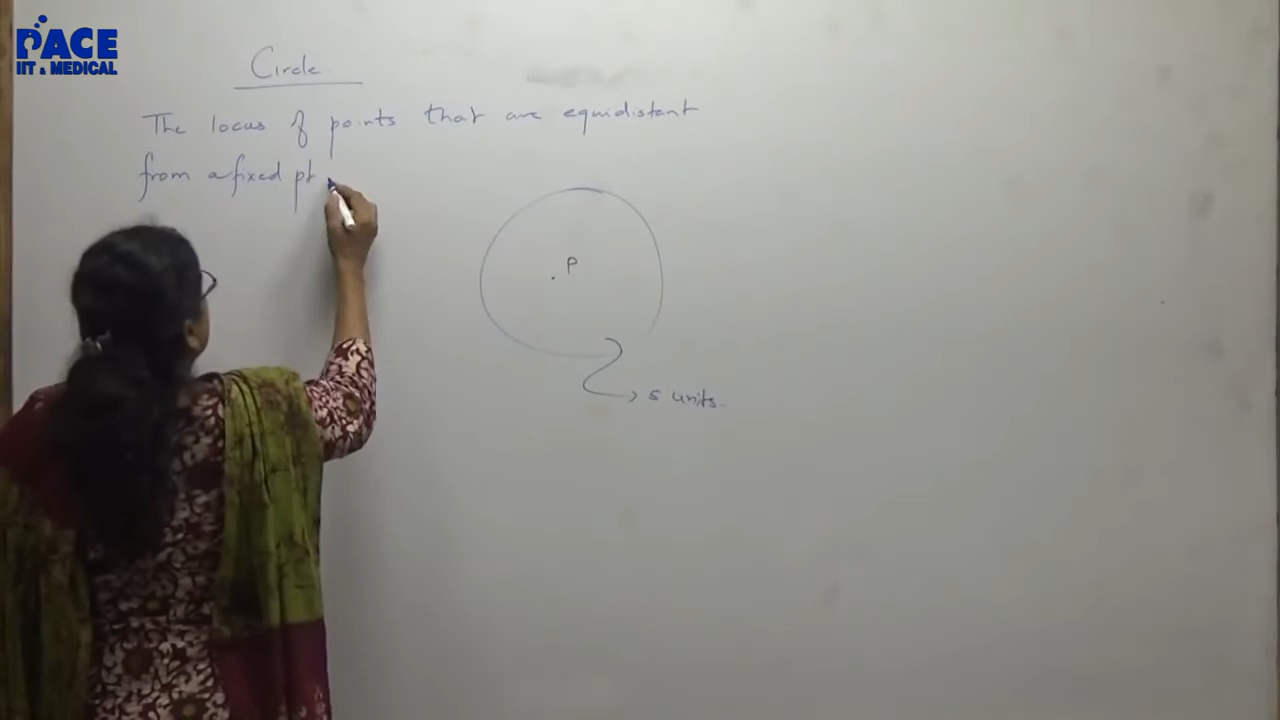 PACE
IIT & MEDICAL
Circle
The locus of points that are equidistant
from a fixed pt
P
5 units.